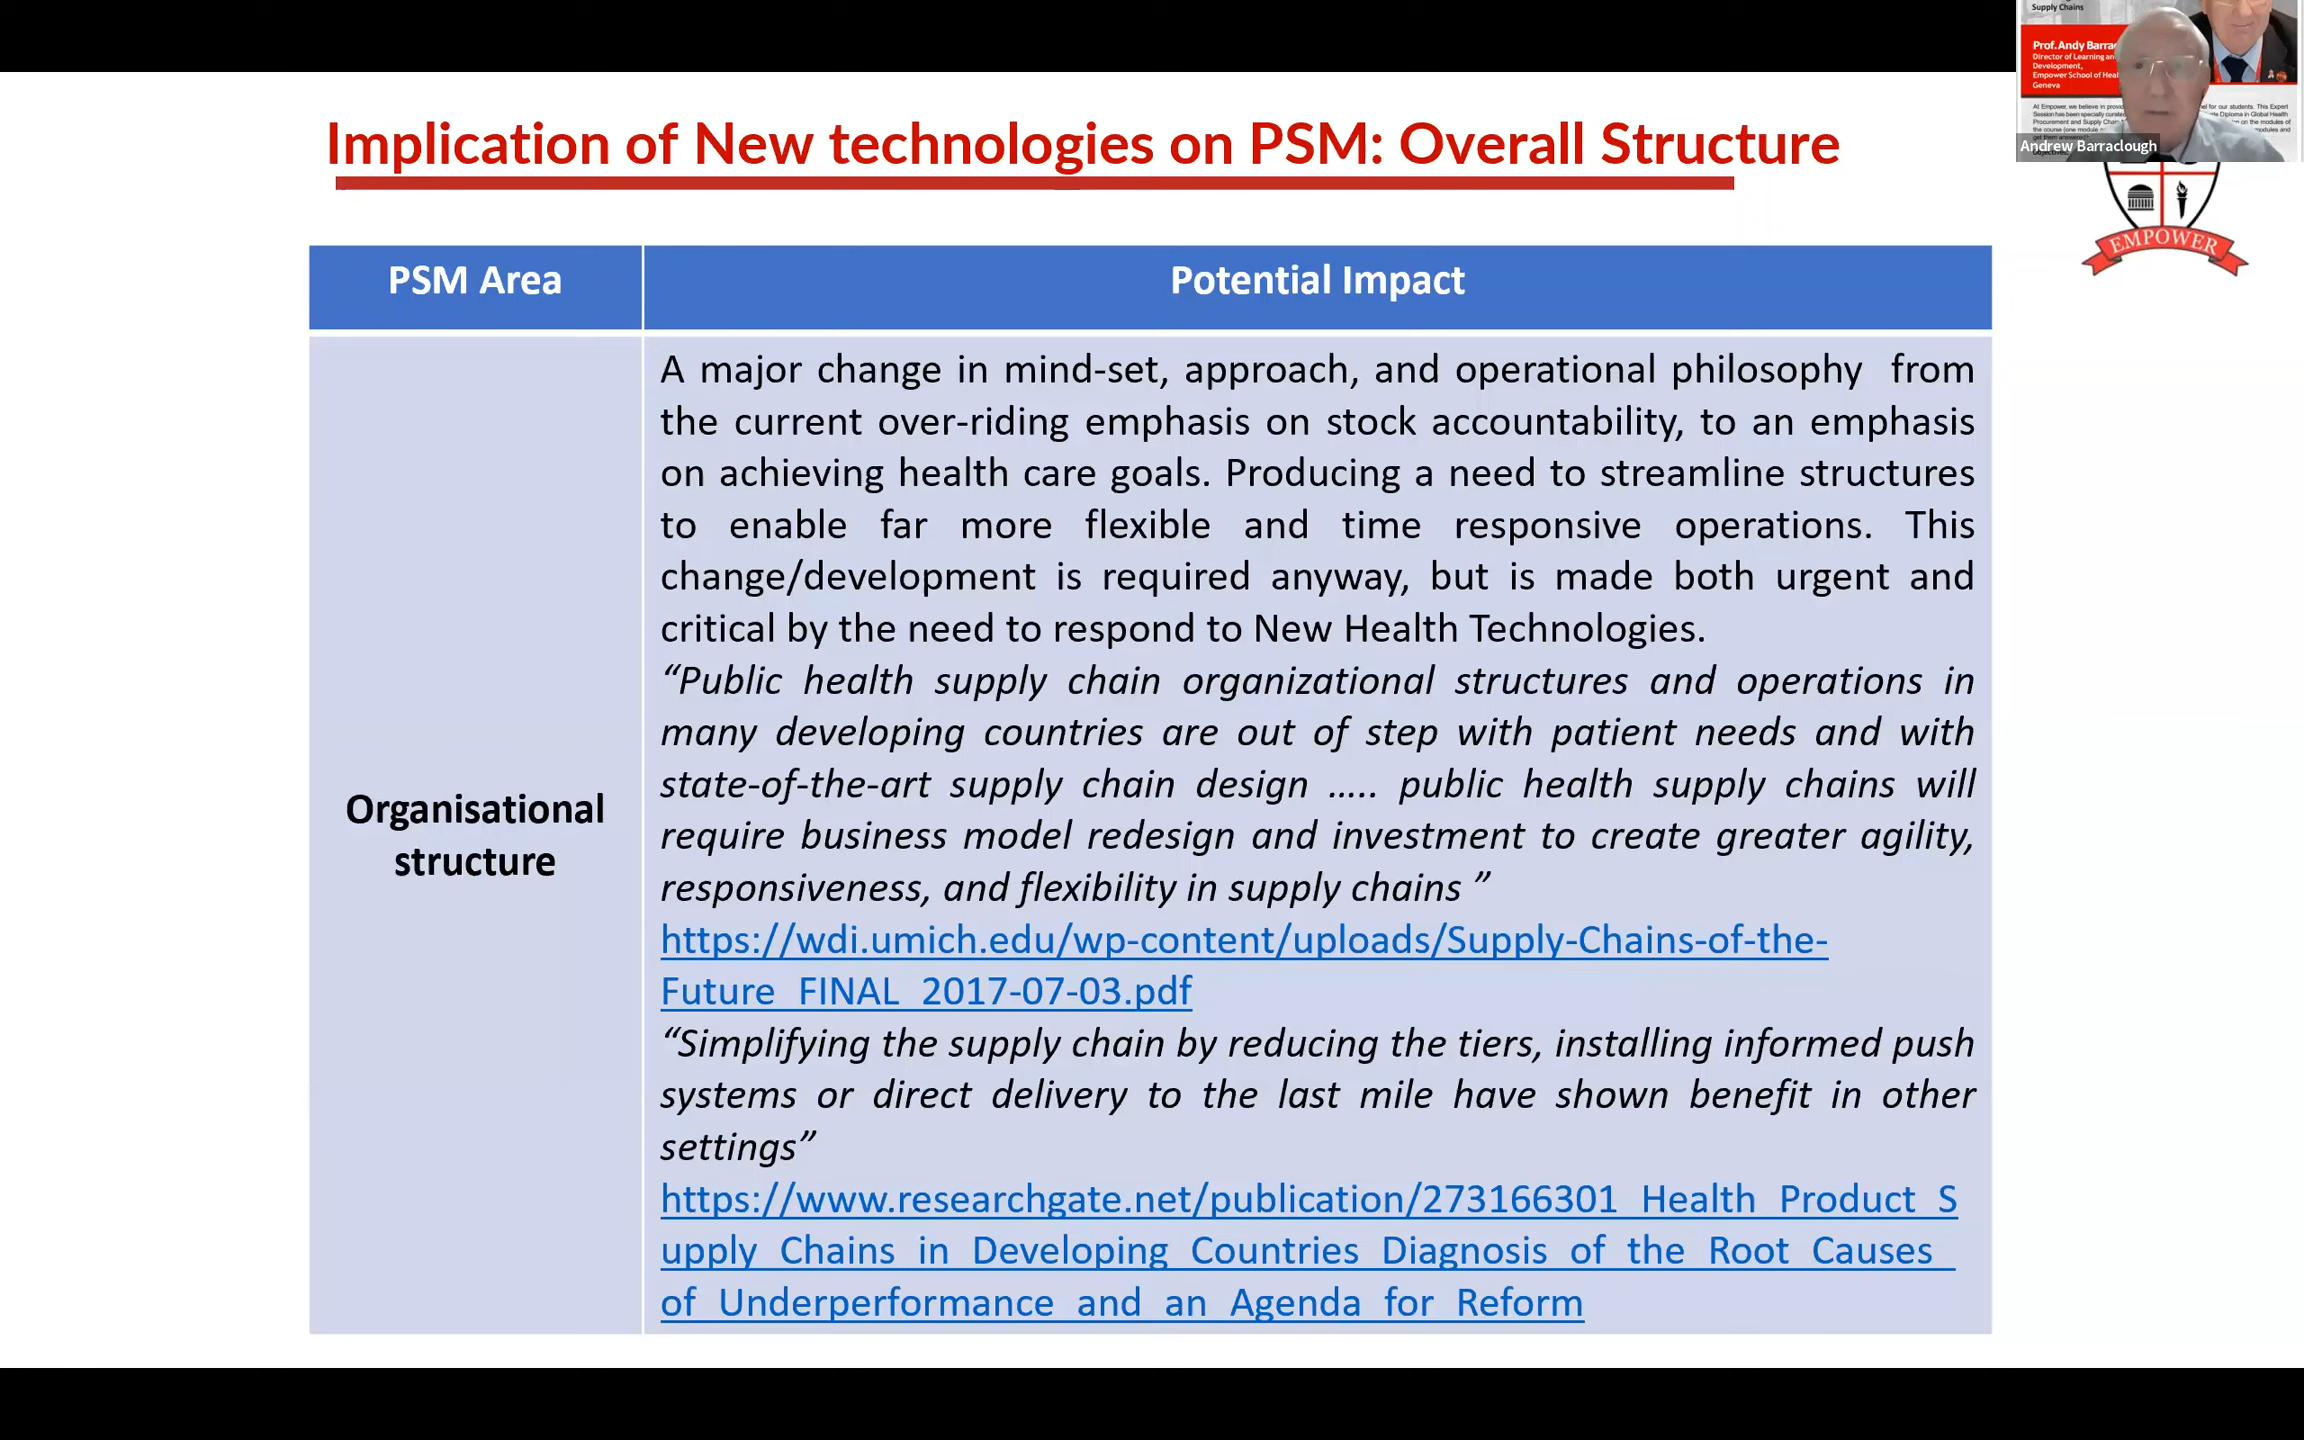 Implication of New technologies on PSM: Overall Structure
PSM Area
Potential Impact
Organisational
structure
A major change in mind-set, approach, and operational philosophy from
the current over-riding emphasis on stock accountability, to an emphasis
on achieving health care goals. Producing a need to streamline structures
to enable far more flexible and time responsive operations. This
change/development is required anyway, but is made both urgent and
critical by the need to respond to New Health Technologies.
“Public health supply chain organizational structures and operations in
many developing countries are out of step with patient needs and with
state-of-the-art supply chain design ..... public health supply chains will
require business model redesign and investment to create greater agility,
responsiveness, and flexibility in supply chains ”
https://wdi.umich.edu/wp-content/uploads/Supply-Chains-of-the-
Future_FINAL_2017-07-03.pdf
“Simplifying the supply chain by reducing the tiers, installing informed push
systems or direct delivery to the last mile have shown benefit in other
settings”
https://www.researchgate.net/publication/273166301_Health_Product_S
upply_Chains_in_Developing_Countries_Diagnosis_of_the_Root_Causes_
of_Underperformance_and_an_Agenda_for_Reform
Supply Chains
Prof. Andy
Director of Learning
Development,
Empower School of
Geneva
Andrew Barraclough
EMPOWER